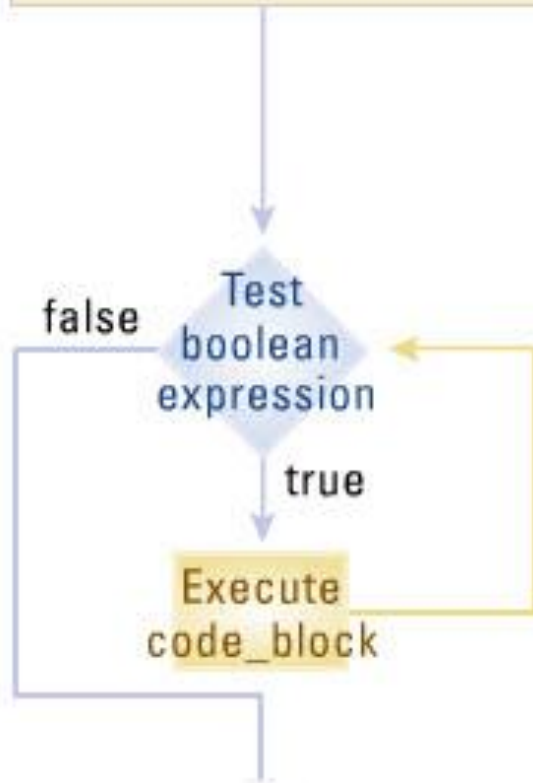 Test
boolean
expression
false
true
Execute
code_block